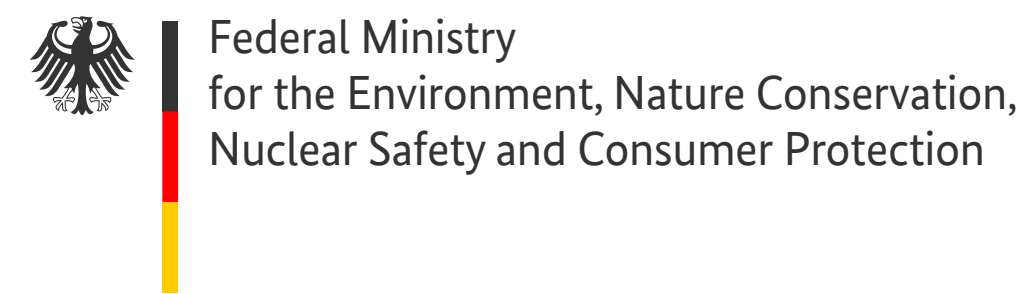 Federal Ministry
for the Environment, Nature Conservation,
Nuclear Safety and Consumer Protection